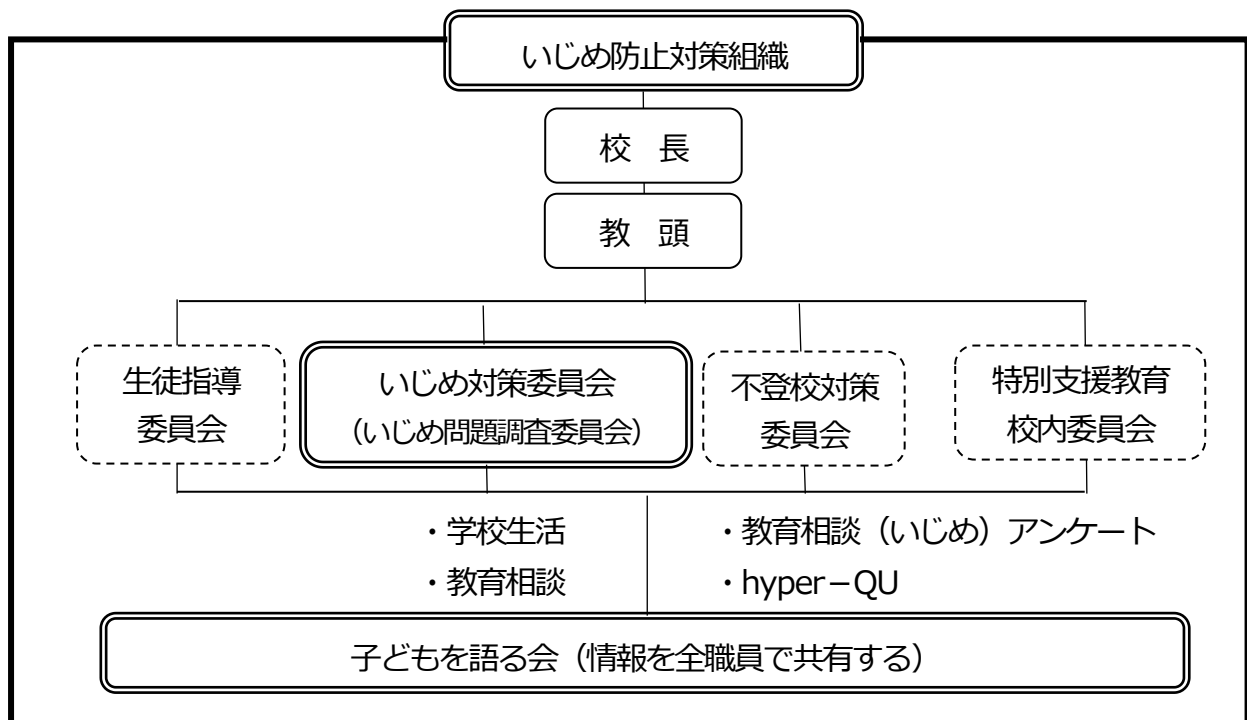 いじめ防止対策組織
校　長
教　頭
生徒指導
委員会
いじめ対策委員会
（いじめ問題調査委員会）
不登校対策
委員会
特別支援教育
校内委員会
・学校生活
・教育相談
・教育相談（いじめ）アンケート
・hyper－QU
子どもを語る会（情報を全職員で共有する）